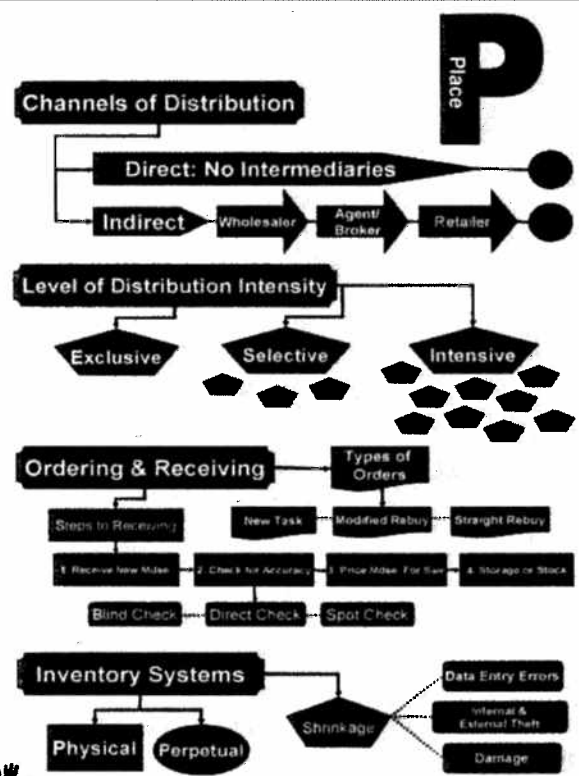 P
Place
Channels of Distribution
Direct: No Intermediaries
Indirect
Wholesaler
Agent/
Broker
Retailer
Level of Distribution Intensity
Exclusive
Selective
Intensive
Ordering & Receiving
Types of
Orders
Steps to Receiving
New Task
Modified Rebuy
Straight Rebuy
1. Receive New Mdse.
2. Check for Accuracy
3. Price Mdse. For Sale
4. Storage or Stock
Blind Check
Direct Check
Spot Check
Inventory Systems
Data Entry Errors
Shrinkage
Internal &
External Theft
Physical
Perpetual
Damage